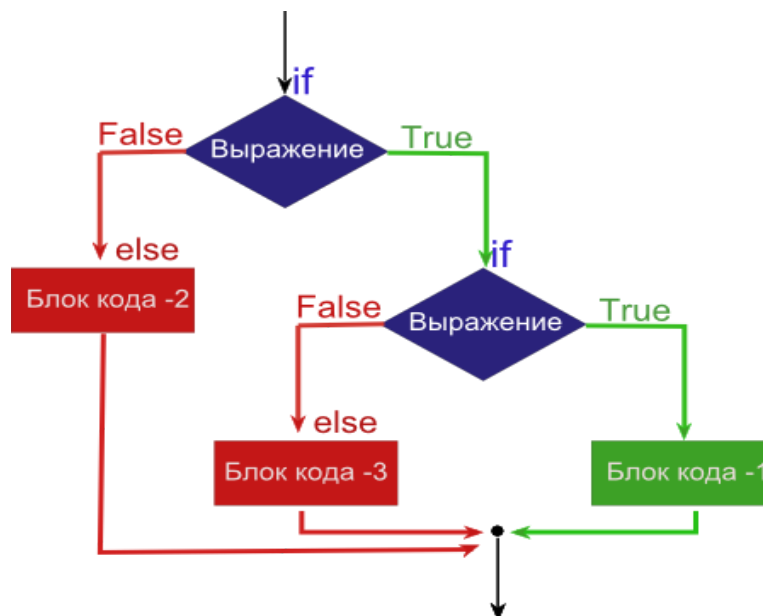 if
False
Выражение
True
else
if
Блок кода -2
False
Выражение
True
else
Блок кода -3
Блок кода -1